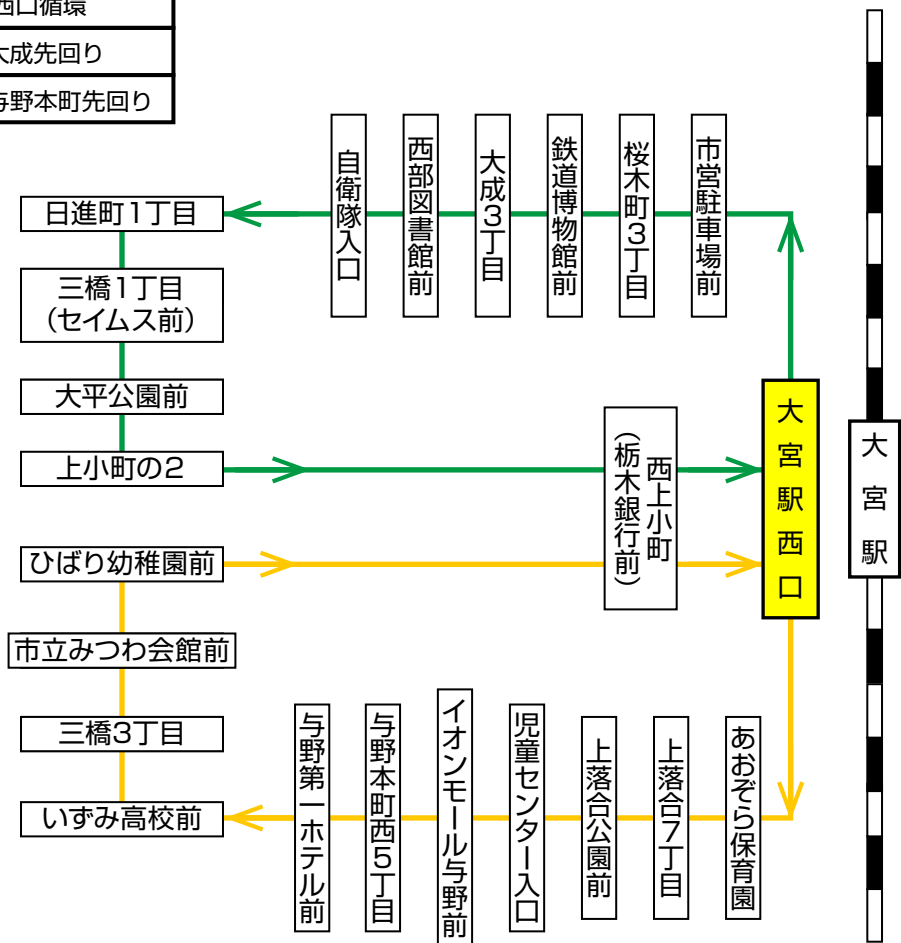 西口循環
大成先回り
与野本町先回り
自衛隊入口
西部図書館前
大成3丁目
鉄道博物館前
桜木町3丁目
市営駐車場前
日進町1丁目
三橋1丁目
(セイムス前)
大平公園前
上小町の2
西上小町
(栃木銀行前)
大宮駅西口
大宮駅
ひばり幼稚園前
市立みつわ会館前
三橋3丁目
いずみ高校前
与野第一ホテル前
与野本町西5丁目
イオンモール与野前
児童センター入口
上落合公園前
上落合7丁目
あおぞら保育園